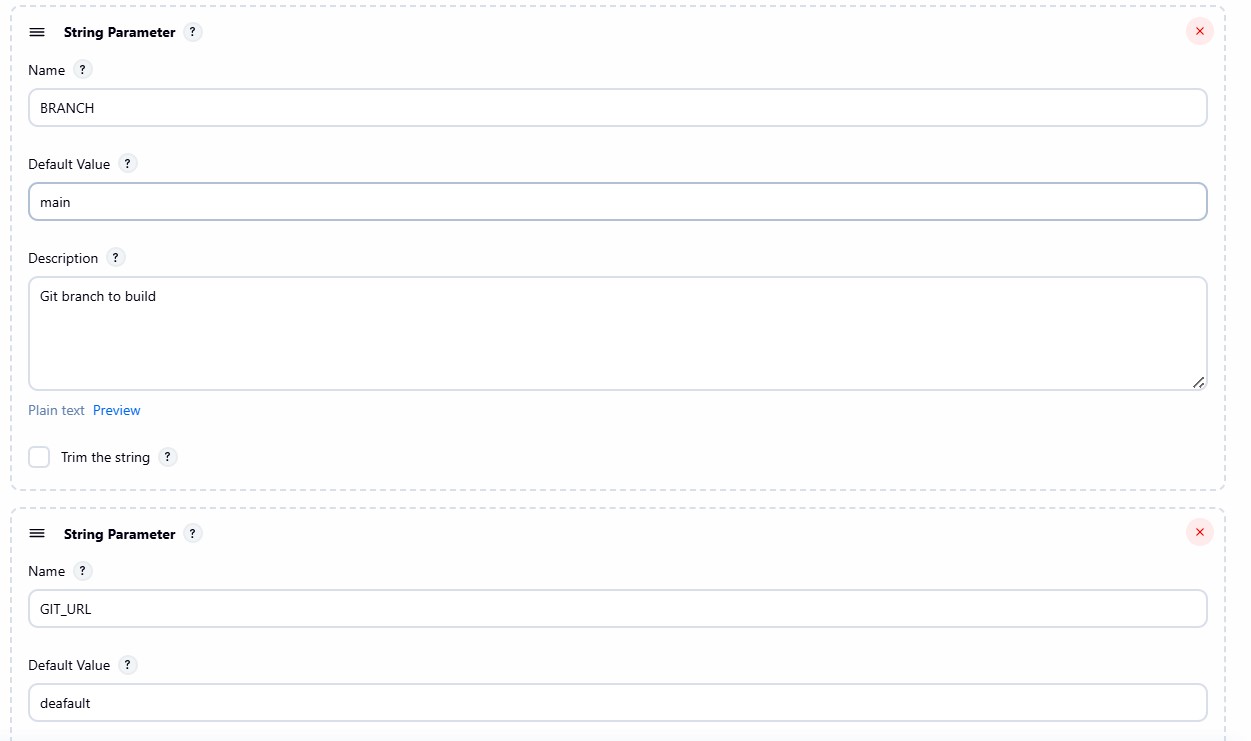 String Parameter ?
Name ?
BRANCH
Default Value ?
main
Description ?
Git branch to build
Plain text Preview
Trim the string ?
String Parameter ?
Name ?
GIT_URL
Default Value ?
deafault